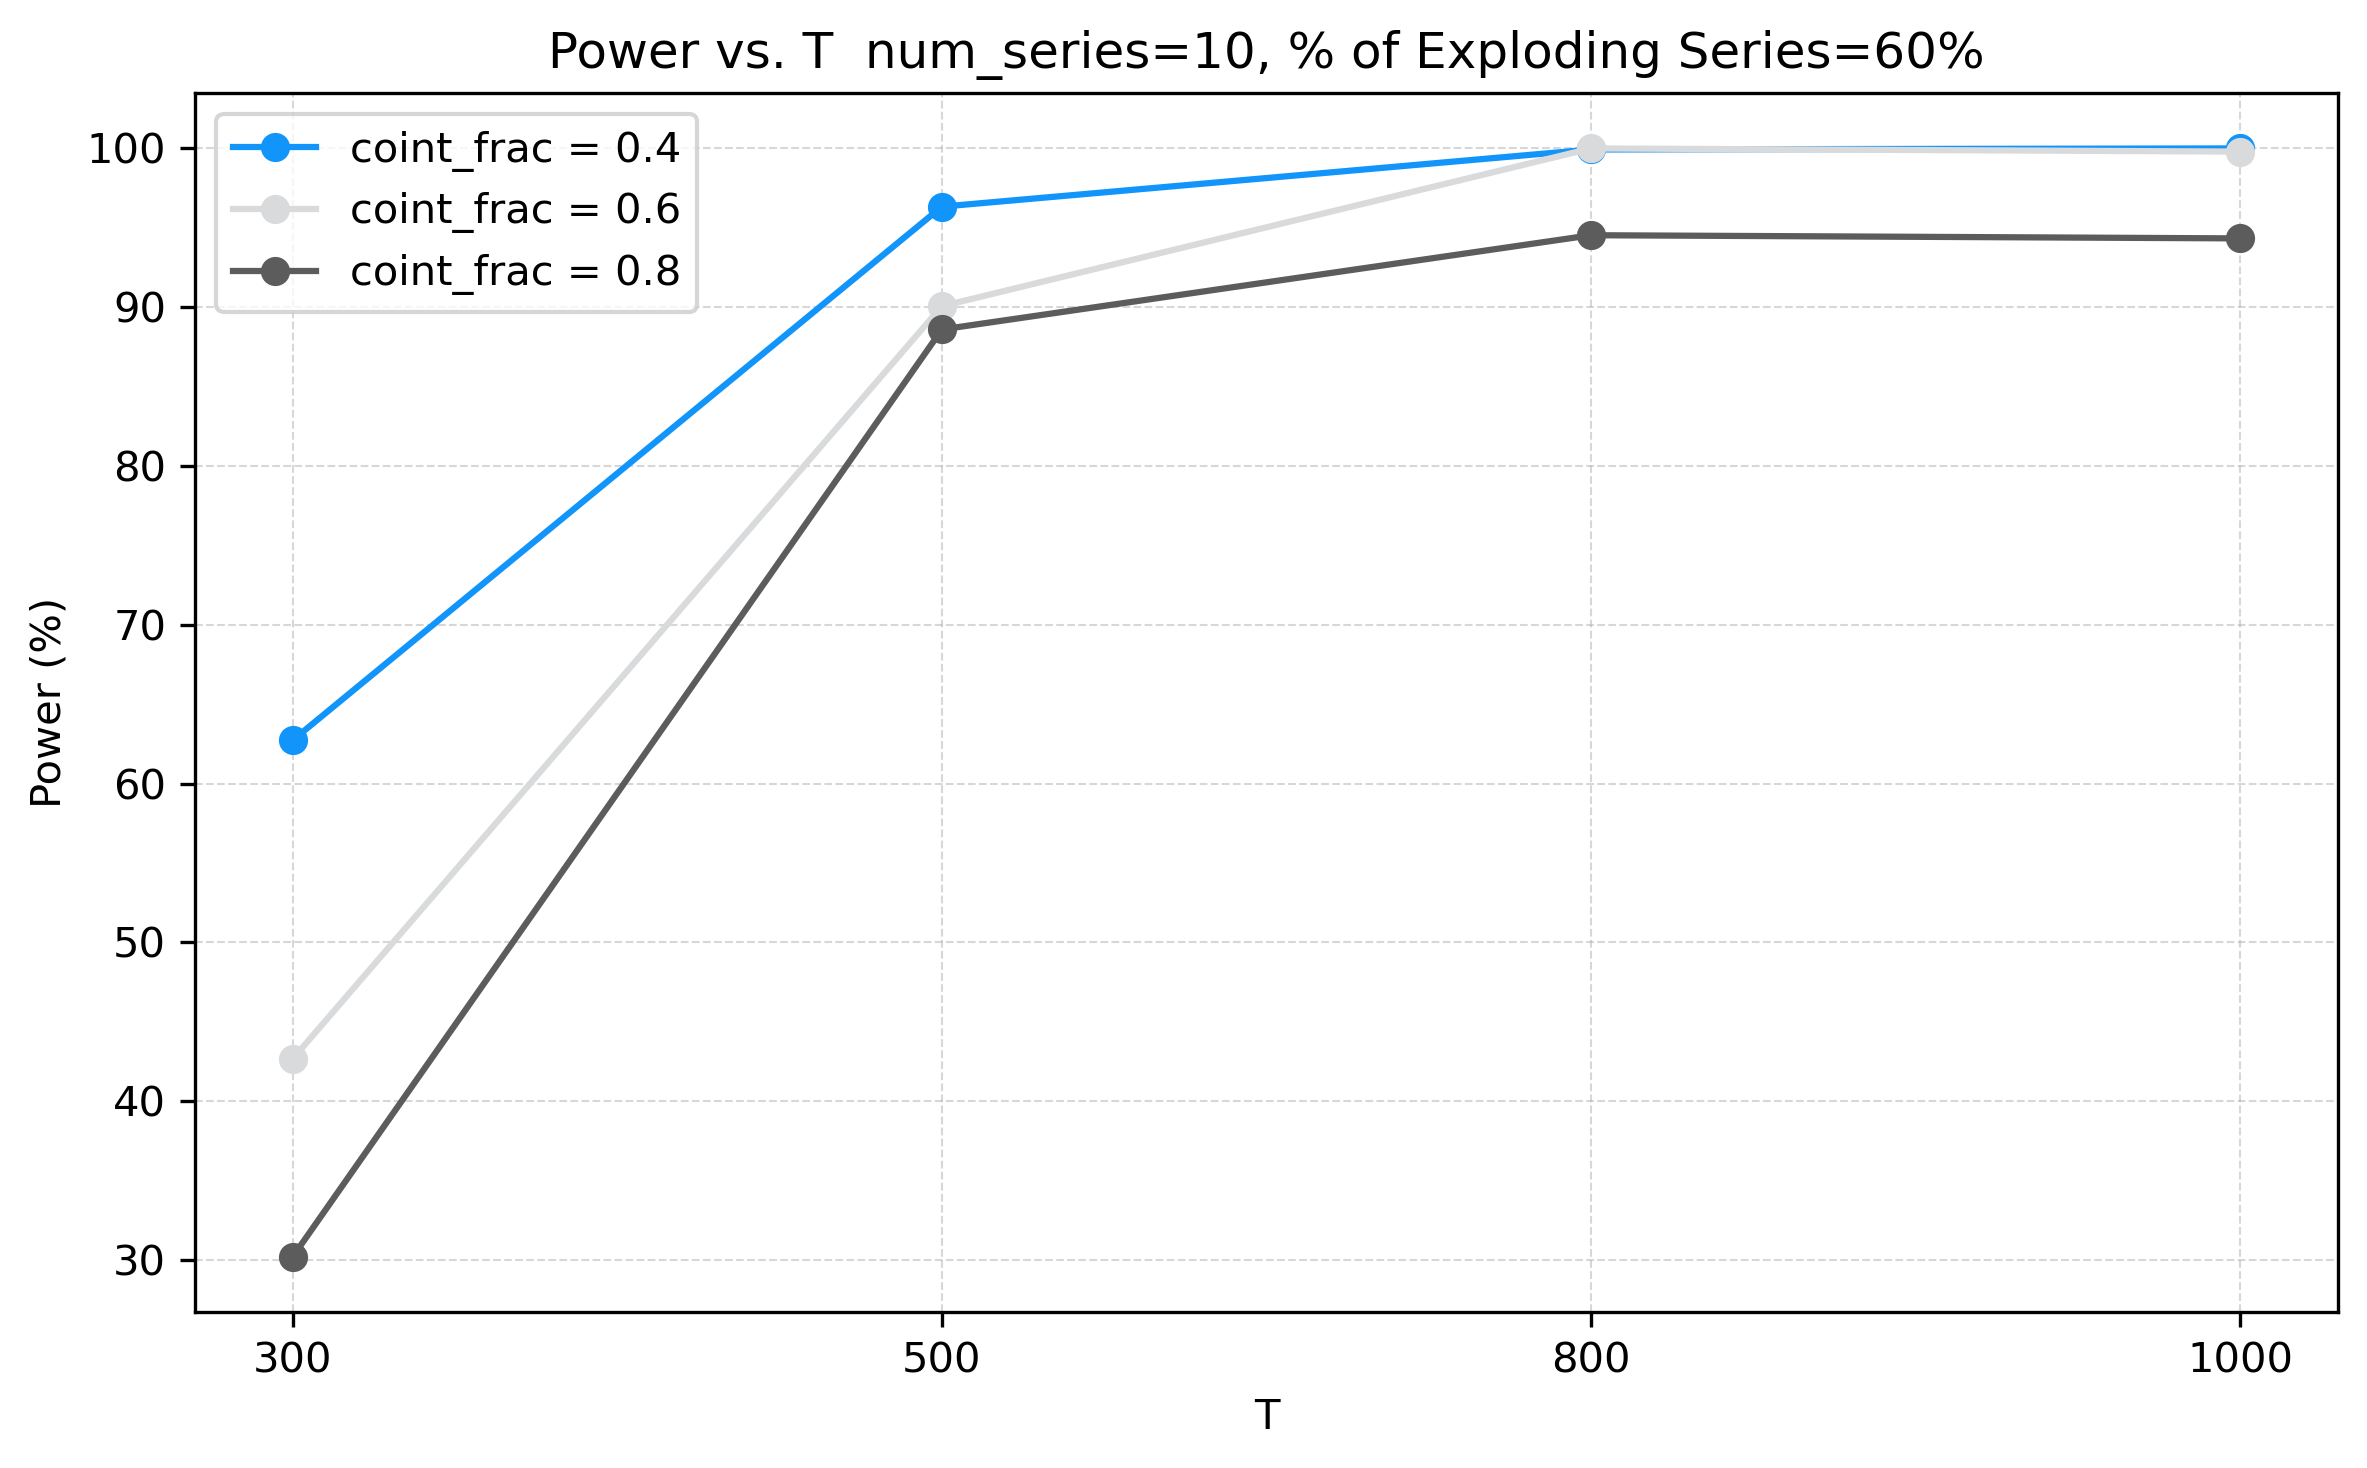 Power vs. T  num_series=10, % of Exploding Series=60%
coint_frac = 0.4
coint_frac = 0.6
coint_frac = 0.8
Power (%)
100
90
80
70
60
50
40
30
300 500 800 1000
T